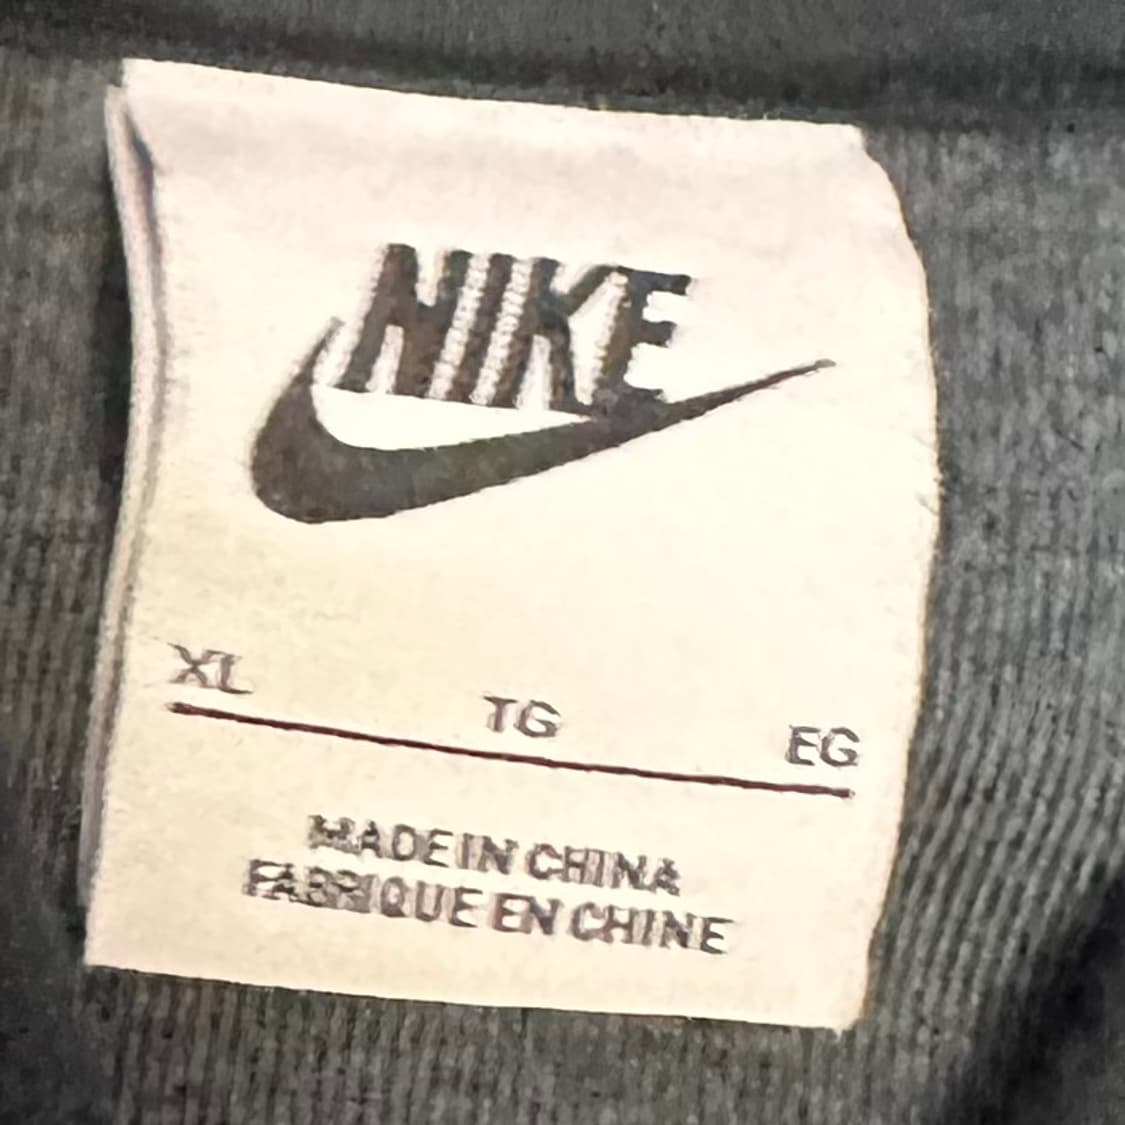 NIKE
XL TG EG
MADE IN CHINA
FABRIQUE EN CHINE